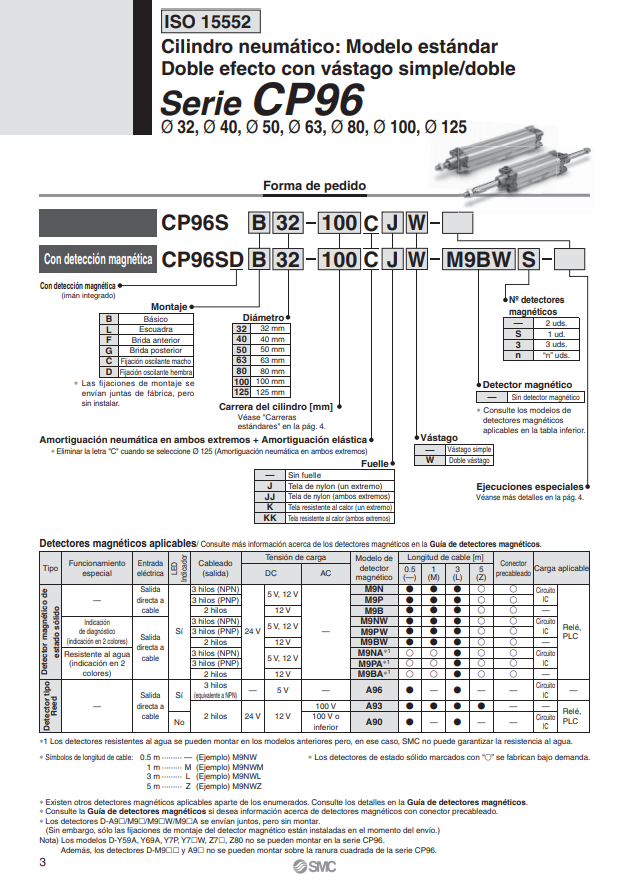 ISO 15552
Cilindro neumático: Modelo estándar
Doble efecto con vástago simple/doble
Serie CP96
Ø 32, Ø 40, Ø 50, Ø 63, Ø 80, Ø 100, Ø 125
Forma de pedido
CP96S B 32 - 100 C J W -
Con detección magnética CP96SD B 32 - 100 C J W - M9BW S -
Con detección magnética
(imán integrado)
Montaje
B Básico
L Escuadra
F Brida anterior
G Brida posterior
C Fijación oscilante macho
D Fijación oscilante hembra
∗ Las fijaciones de montaje se
envían juntas de fábrica, pero
sin instalar.
Diámetro
32 32 mm
40 40 mm
50 50 mm
63 63 mm
80 80 mm
100 100 mm
125 125 mm
Carrera del cilindro [mm]
Véase "Carreras
estándares" en la pág. 4.
Nº detectores
magnéticos
— 2 uds.
S 1 ud.
3 3 uds.
n "n" uds.
Detector magnético
— Sin detector magnético
∗ Consulte los modelos de
detectores magnéticos
aplicables en la tabla inferior.
Amortiguación neumática en ambos extremos + Amortiguación elástica
∗ Eliminar la letra "C" cuando se seleccione Ø 125 (Amortiguación neumática en ambos extremos)
Vástago
— Vástago simple
W Doble vástago
Fuelle
— Sin fuelle
J Tela de nylon (un extremo)
JJ Tela de nylon (ambos extremos)
K Tela resistente al calor (un extremo)
KK Tela resistente al calor (ambos extremos)
Ejecuciones especiales
Véanse más detalles en la pág. 4.
Detectores magnéticos aplicables/ Consulte más información acerca de los detectores magnéticos en la Guía de detectores magnéticos.
Tipo
Funcionamiento
especial
Entrada
eléctrica
LED
Indicador
Cableado
(salida)
Tensión de carga
DC AC
Modelo de
detector
magnético
Longitud de cable [m]
0.5 1 3 5
(—) (M) (L) (Z)
Conector
precableado
Carga aplicable
Detector magnético de
estado sólido
—
Salida
directa a
cable
Sí
24 V
—
3 hilos (NPN) 5 V, 12 V M9N ● ● ● ○ ○ Circuito
3 hilos (PNP) M9P ● ● ● ○ ○ IC
2 hilos 12 V M9B ● ● ● ○ ○ —
Relé,
PLC
Indicación
de diagnóstico
(indicación en 2 colores)
Salida
directa a
cable
3 hilos (NPN) 5 V, 12 V M9NW ● ● ● ○ ○ Circuito
3 hilos (PNP) M9PW ● ● ● ○ ○ IC
2 hilos 12 V M9BW ● ● ● ○ ○ —
Resistente al agua
(indicación en 2
colores)
3 hilos (NPN) 5 V, 12 V M9NA∗1 ○ ○ ● ○ ○ Circuito
3 hilos (PNP) M9PA∗1 ○ ○ ● ○ ○ IC
2 hilos 12 V M9BA∗1 ○ ○ ● ○ ○ —
Detector tipo
Reed
—
Salida
directa a
cable
Sí
3 hilos
(equivalente a NPN)
— 5 V — A96 ● — ● — — Circuito
IC
—
2 hilos 24 V 12 V 100 V A93 ● ● ● ● — —
Relé,
PLC
No
100 V o
inferior
A90 ● — ● — — Circuito
IC
∗1 Los detectores resistentes al agua se pueden montar en los modelos anteriores pero, en ese caso, SMC no puede garantizar la resistencia al agua.
∗ Símbolos de longitud de cable: 0.5 m ········· — (Ejemplo) M9NW
1 m ········· M (Ejemplo) M9NWM
3 m ········· L (Ejemplo) M9NWL
5 m ········· Z (Ejemplo) M9NWZ
∗ Los detectores de estado sólido marcados con "○" se fabrican bajo demanda.
∗ Existen otros detectores magnéticos aplicables aparte de los enumerados. Consulte los detalles en la Guía de detectores magnéticos.
∗ Consulte la Guía de detectores magnéticos si desea información acerca de detectores magnéticos con conector precableado.
∗ Los detectores D-A9□/M9□/M9□W/M9□A se envían juntos, pero sin montar.
(Sin embargo, sólo las fijaciones de montaje del detector magnético están instaladas en el momento del envío.)
Nota) Los modelos D-Y59A, Y69A, Y7P, Y7□W, Z7□, Z80 no se pueden montar en la serie CP96.
Además, los detectores D-M9□□ y A9□ no se pueden montar sobre la ranura cuadrada de la serie CP96.
3
SMC